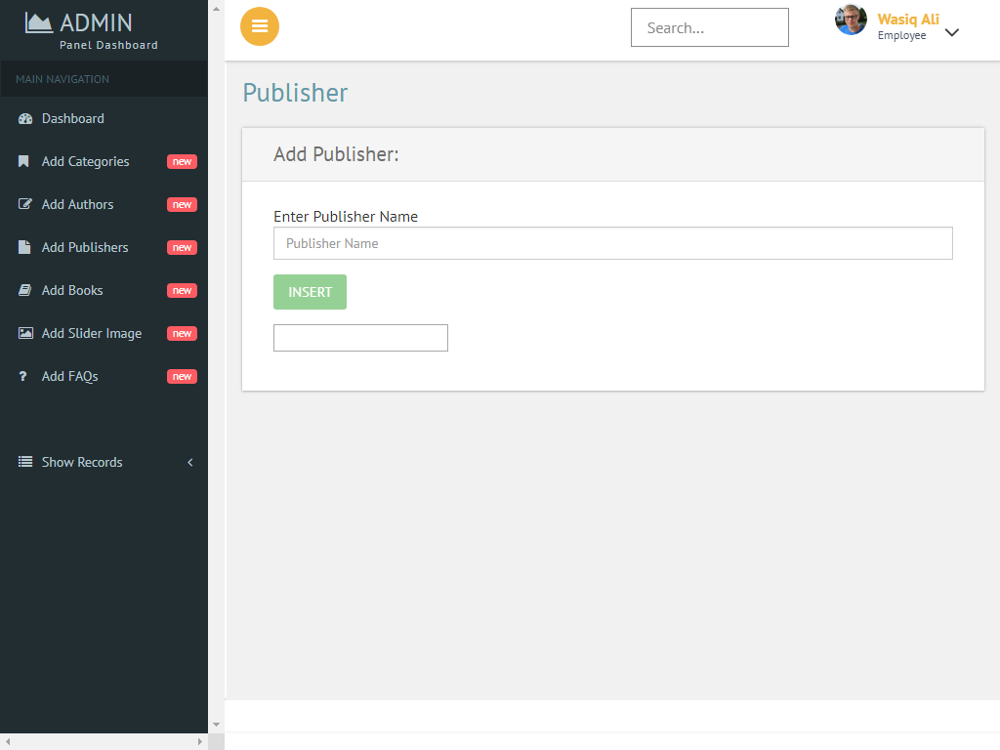 ADMIN
Panel Dashboard
MAIN NAVIGATION
Dashboard
Add Categories new
Add Authors new
Add Publishers new
Add Books new
Add Slider Image new
? Add FAQs new
Show Records
Search...
Wasiq Ali
Employee
Publisher
Add Publisher:
Enter Publisher Name
Publisher Name
INSERT